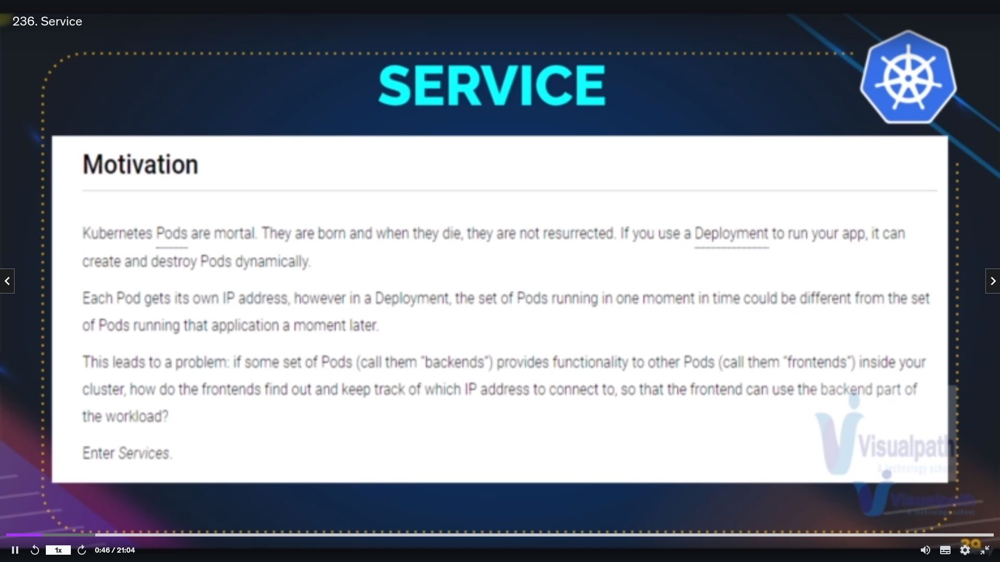 236. Service
SERVICE
Motivation
Kubernetes Pods are mortal. They are born and when they die, they are not resurrected. If you use a Deployment to run your app, it can
create and destroy Pods dynamically.
Each Pod gets its own IP address, however in a Deployment, the set of Pods running in one moment in time could be different from the set
of Pods running that application a moment later.
This leads to a problem: if some set of Pods (call them "backends") provides functionality to other Pods (call them "frontends") inside your
cluster, how do the frontends find out and keep track of which IP address to connect to, so that the frontend can use the backend part of
the workload?
Enter Services.
Visualpath
A technology school
Visualpath
A technology school
39
1x
0:46 / 21:04